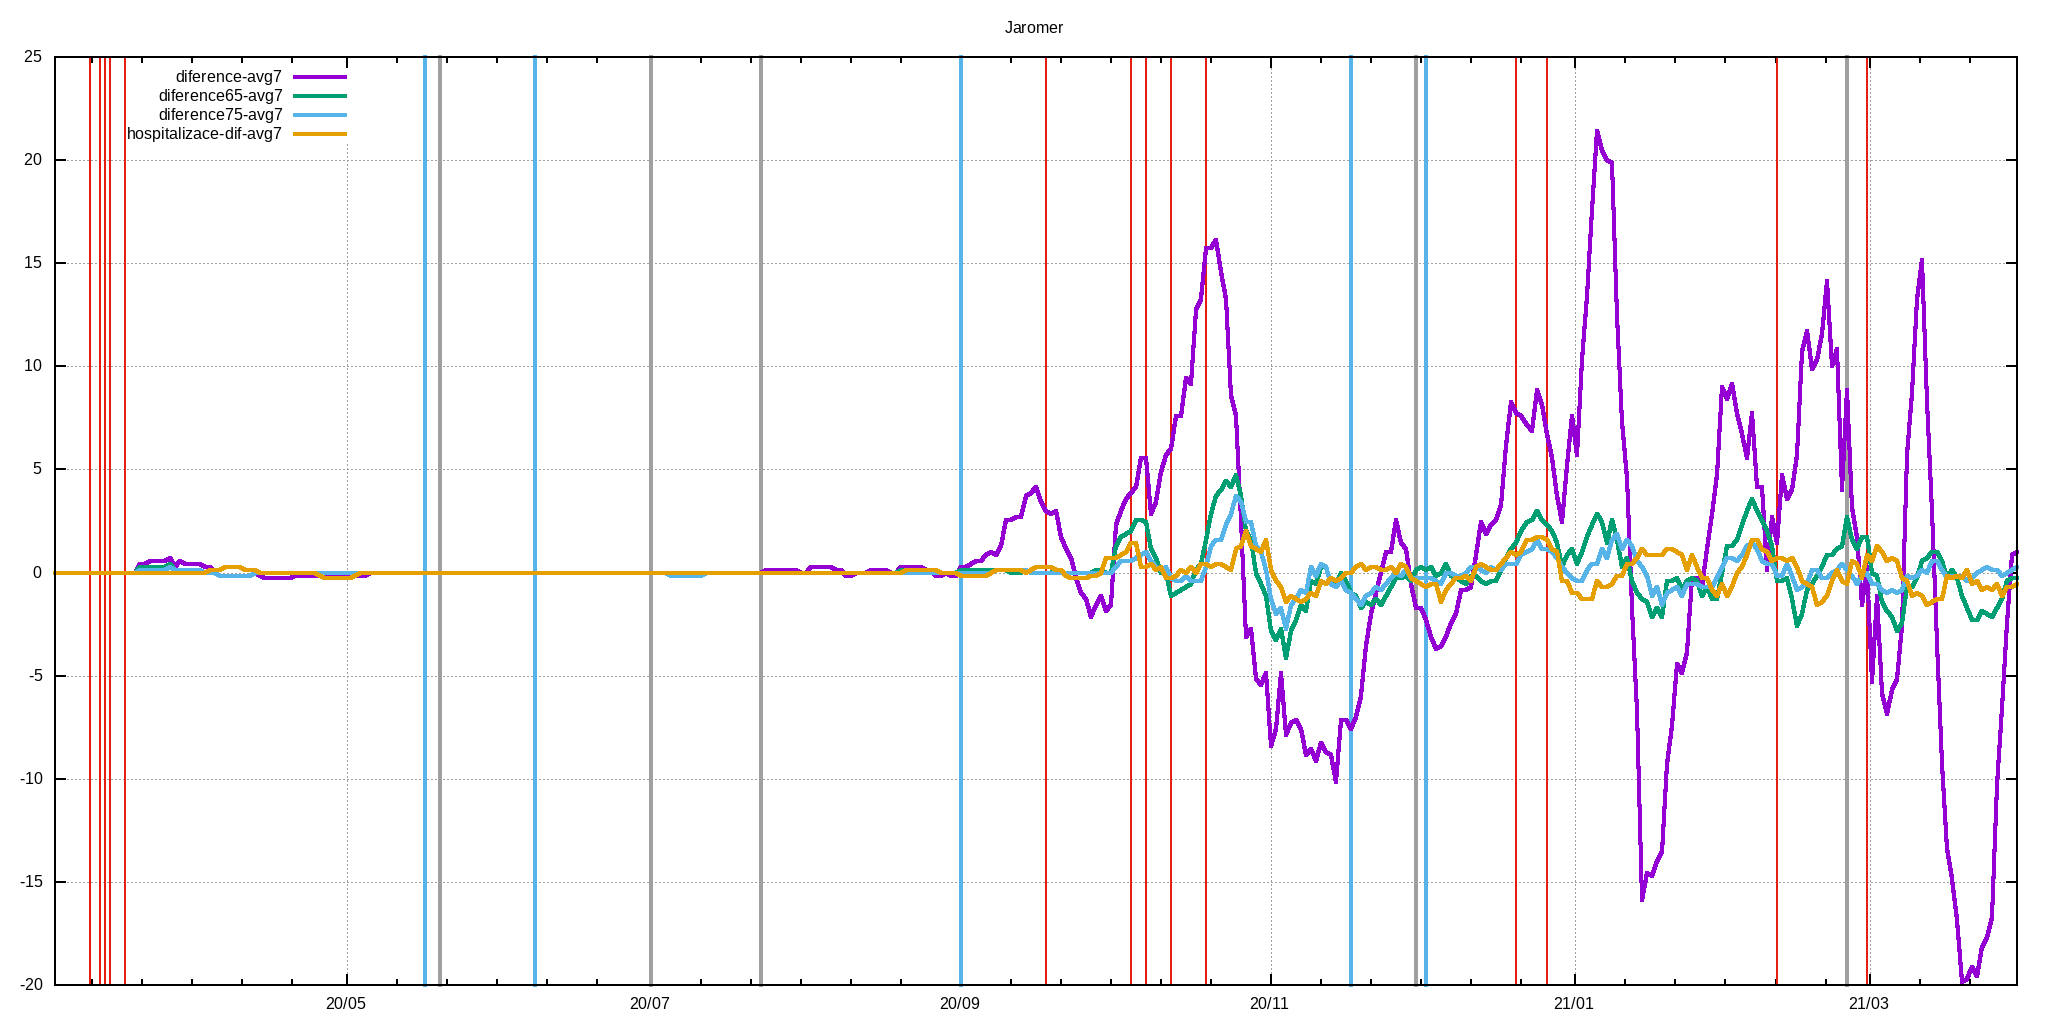 Jaromer
25
diference-avg7
diference65-avg7
diference75-avg7
hospitalizace-dif-avg7
20
15
10
5
0
-5
-10
-15
-20
20/05 20/07 20/09 20/11 21/01 21/03